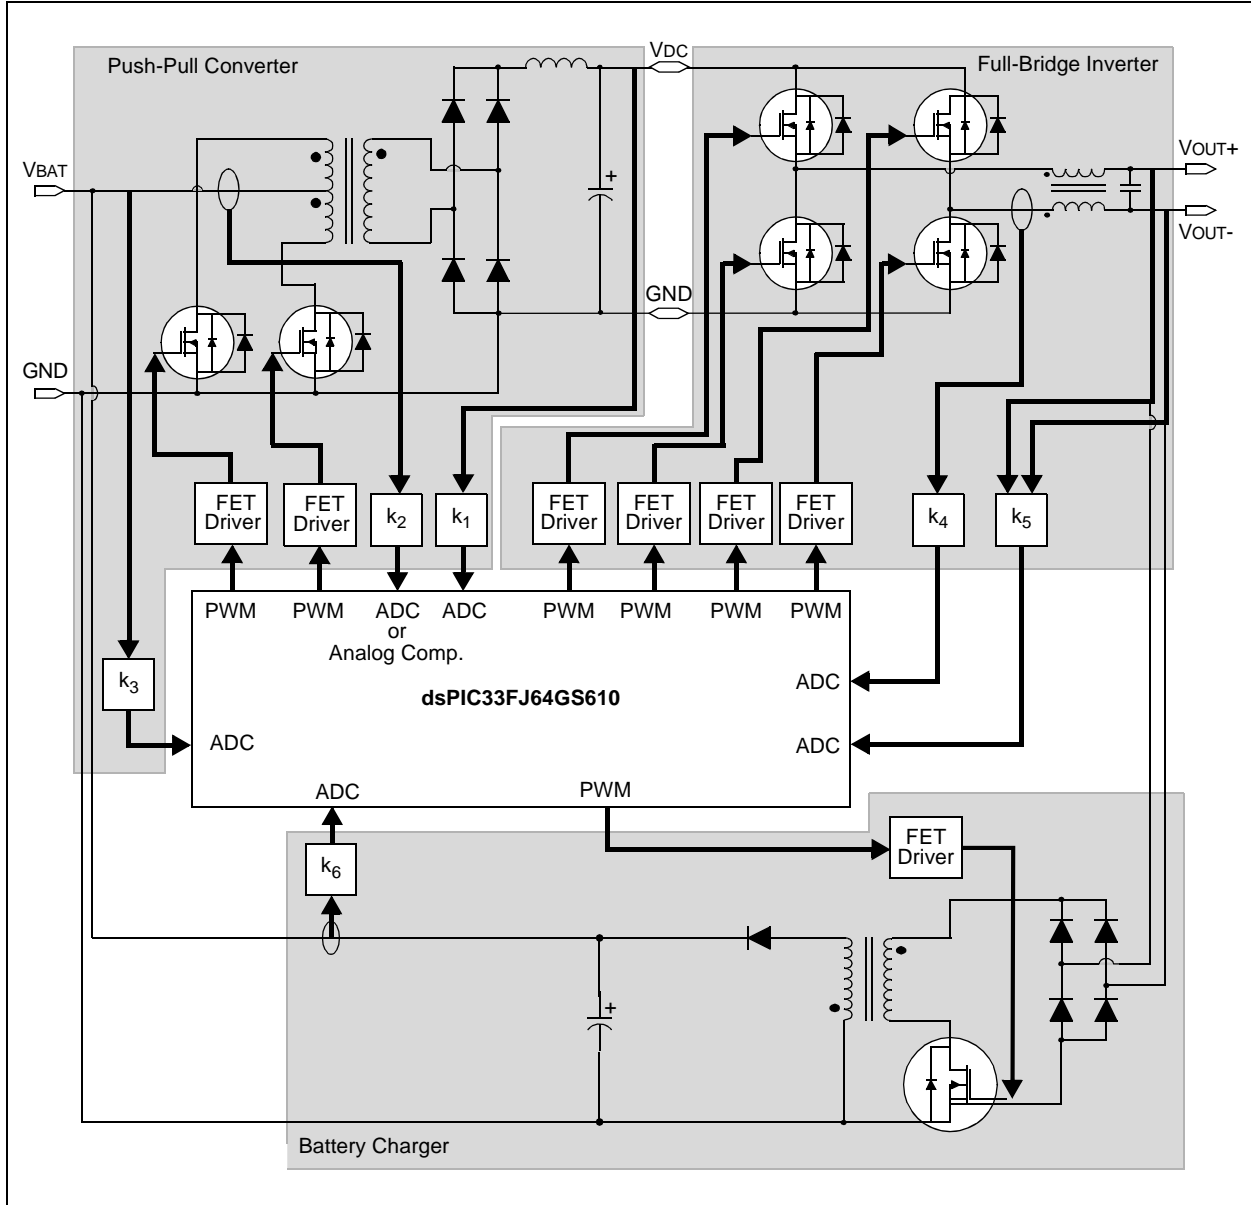 Push-Pull Converter
VDC
Full-Bridge Inverter
VBAT
+
VOUT+
VOUT-
GND
GND
FET
Driver
FET
Driver
k2
k1
FET
Driver
FET
Driver
FET
Driver
FET
Driver
k4
k5
PWM
PWM
ADC
or
Analog Comp.
ADC
PWM
PWM
PWM
PWM
k3
ADC
dsPIC33FJ64GS610
ADC
ADC
ADC
PWM
k6
FET
Driver
+
Battery Charger